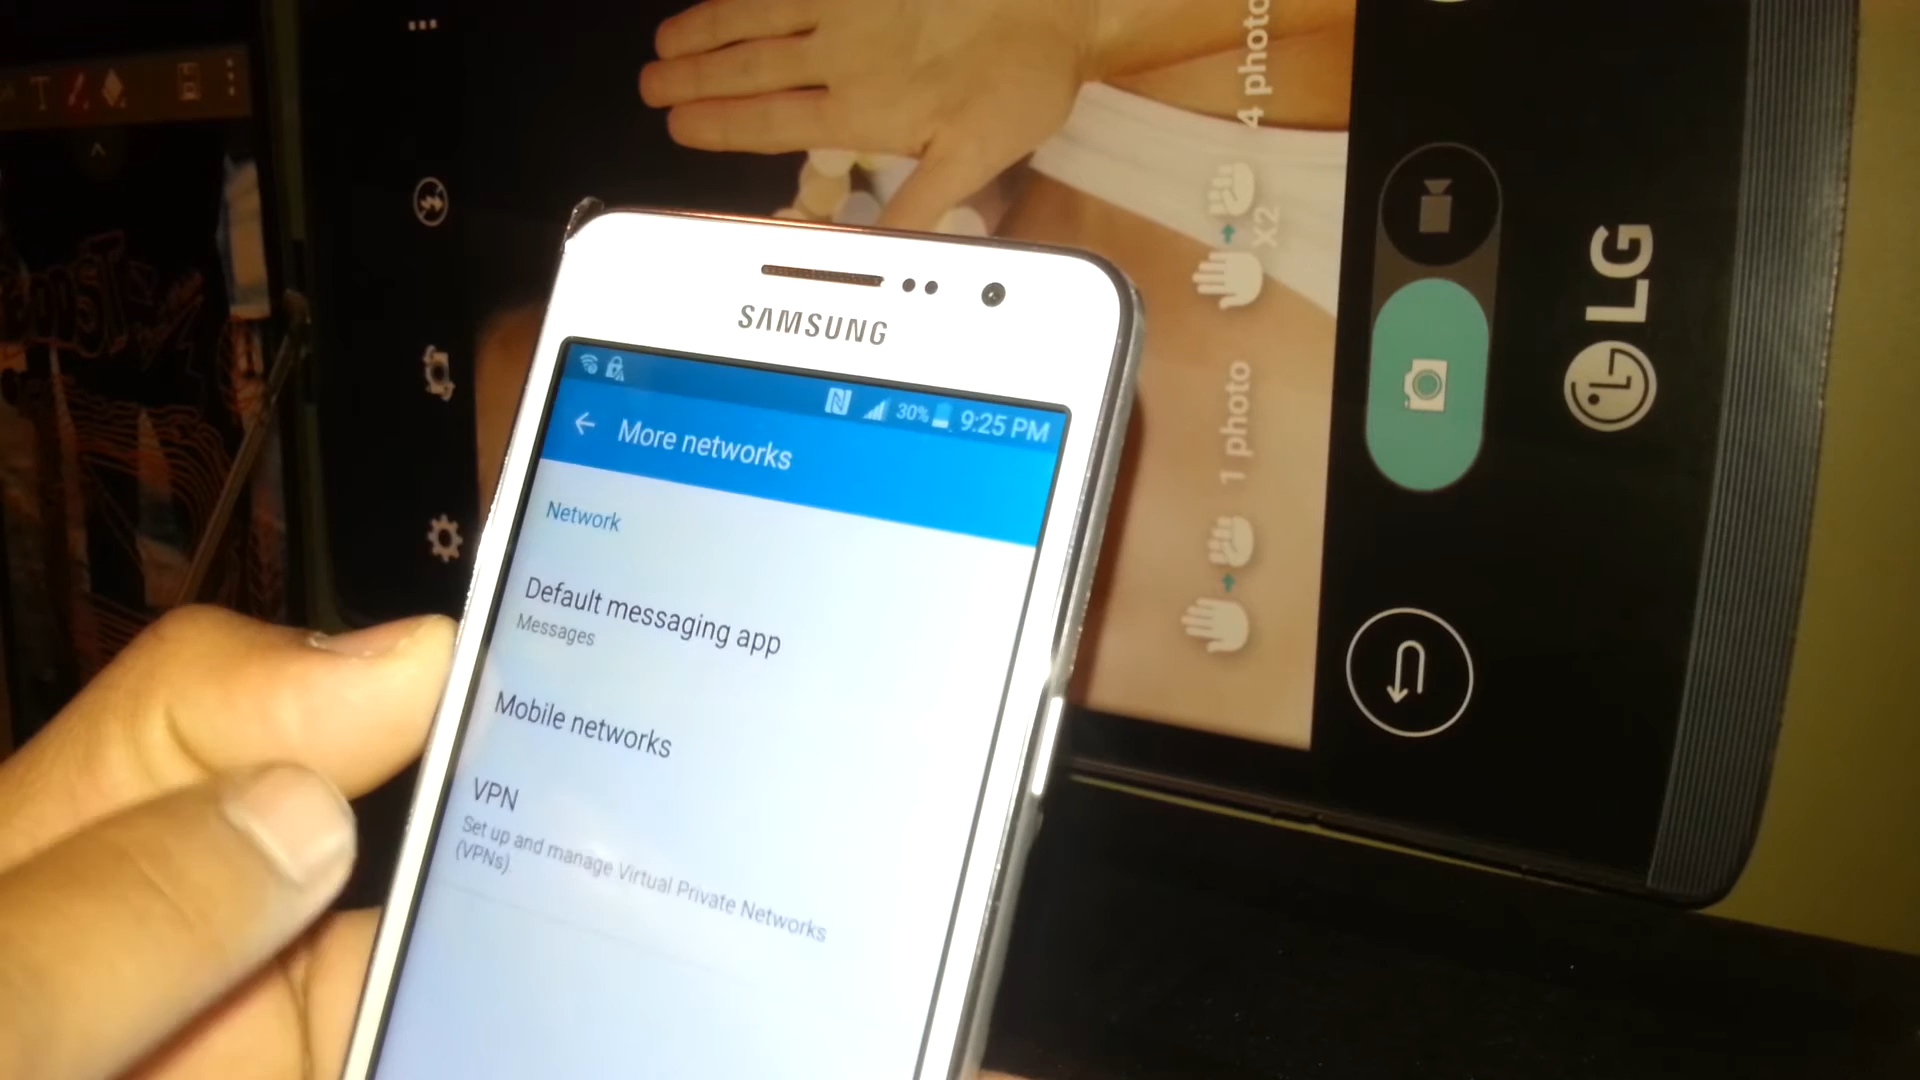 SAMSUNG
30% 9:25 PM
More networks
Network
Default messaging app
Messages
Mobile networks
VPN
Set up and manage Virtual Private Networks
(VPNs).
4 photo
X2
1 photo
LG